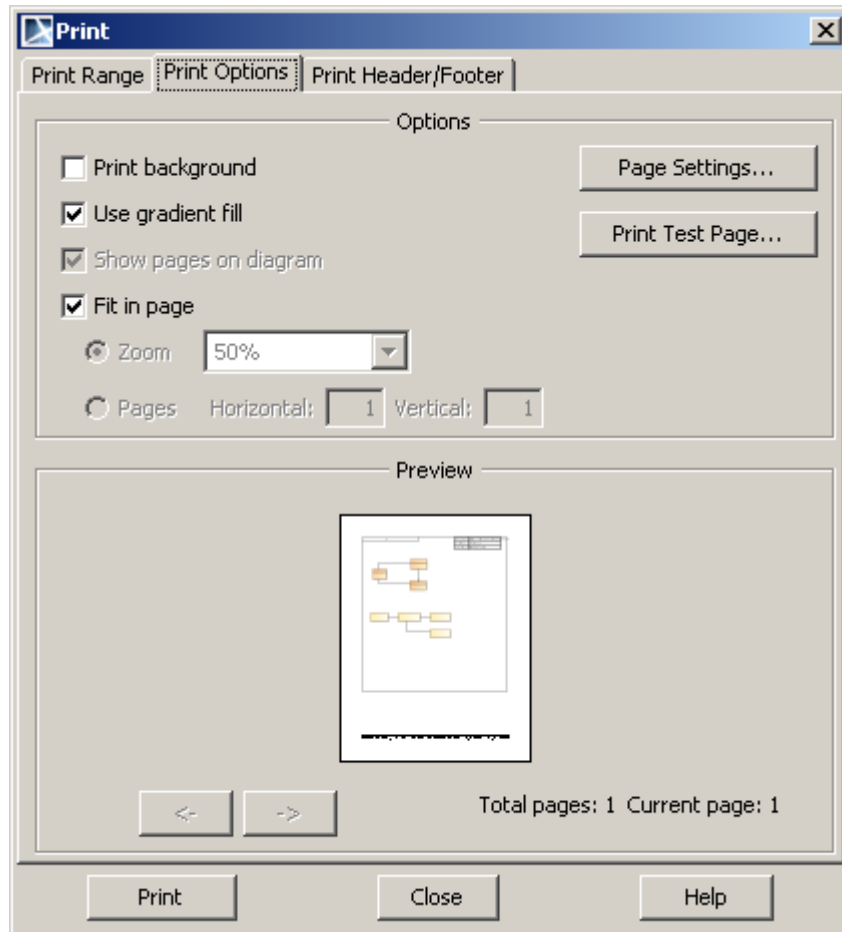 Print
Print Range Print Options Print Header/Footer
Options
Print background
Page Settings...
Use gradient fill
Print Test Page...
Show pages on diagram
Fit in page
Zoom 50%
Pages Horizontal: 1 Vertical: 1
Preview
<- ->
Total pages: 1 Current page: 1
Print Close Help